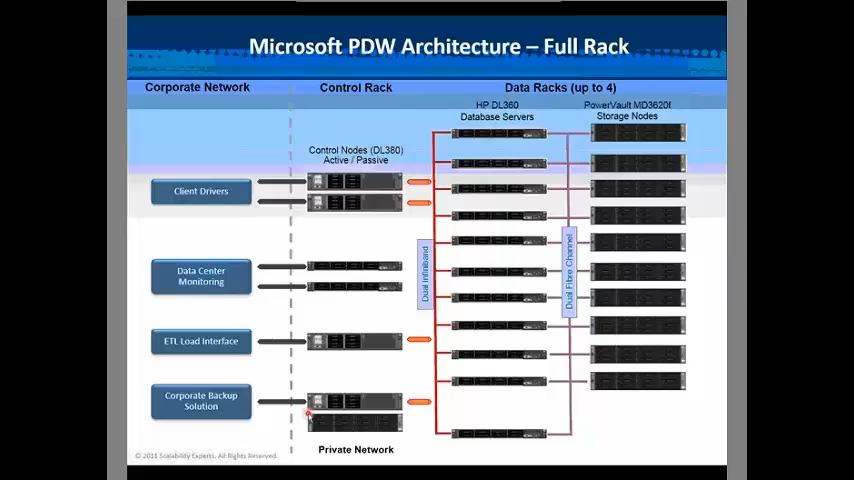 Microsoft PDW Architecture – Full Rack
Corporate Network
Control Rack
Data Racks (up to 4)
HP DL360
Database Servers
PowerVault MD3620f
Storage Nodes
Control Nodes (DL380)
Active / Passive
Client Drivers
Data Center
Monitoring
ETL Load Interface
Corporate Backup
Solution
Dual Infiniband
Dual Fibre Channel
Private Network
© 2011 Scalability Experts. All Rights Reserved.